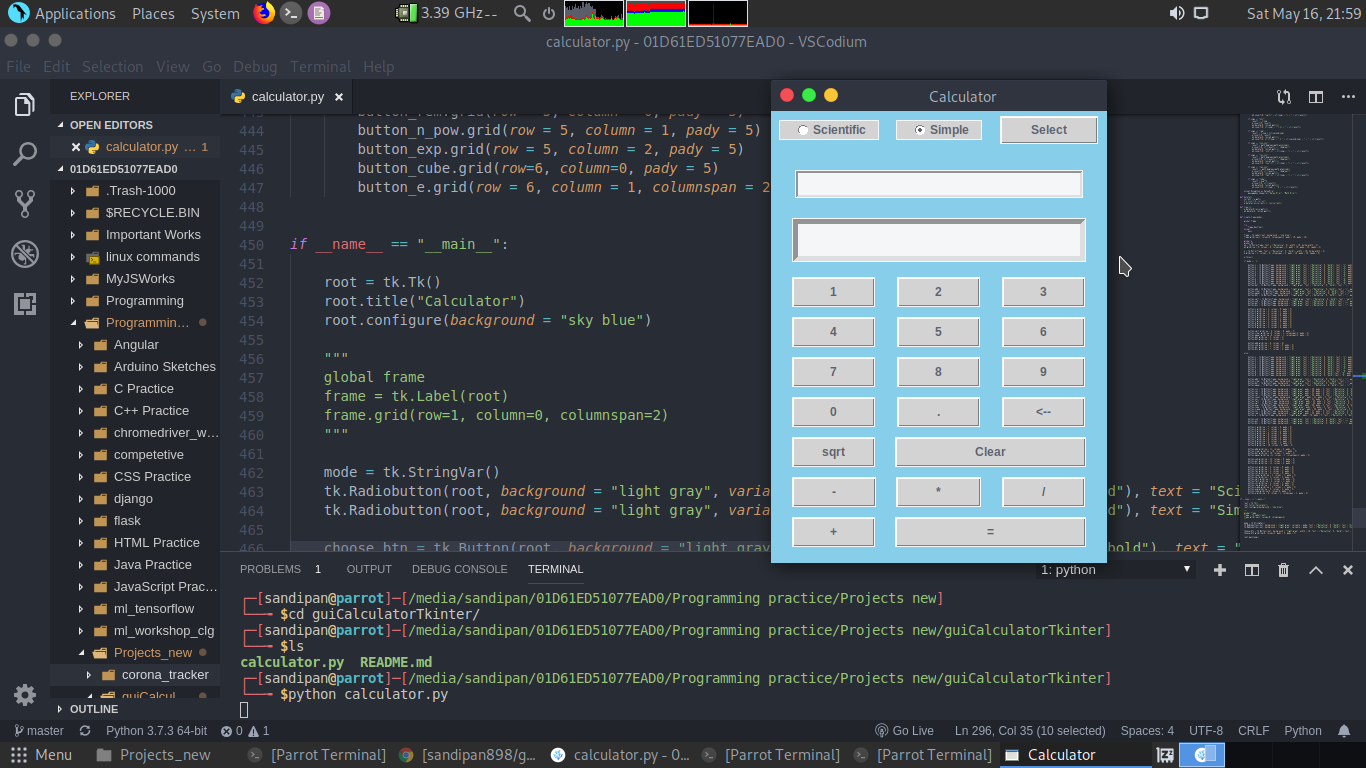 Applications Places System 3.39 GHz-- Sat May 16, 21:59
calculator.py - 01D61ED51077EAD0 - VSCodium
File Edit Selection View Go Debug Terminal Help
EXPLORER
OPEN EDITORS
calculator.py ... 1
01D61ED51077EAD0
.Trash-1000
$RECYCLE.BIN
Important Works
linux commands
MyJSWorks
Programming
Programmin...
Angular
Arduino Sketches
C Practice
C++ Practice
chromedriver_w...
competetive
CSS Practice
django
flask
HTML Practice
Java Practice
JavaScript Prac...
ml_tensorflow
ml_workshop_clg
Projects_new
corona_tracker
OUTLINE
calculator.py
444 button_n_pow.grid(row = 5, column = 1, pady = 5)
445 button_exp.grid(row = 5, column = 2, pady = 5)
446 button_cube.grid(row=6, column=0, pady = 5)
447 button_e.grid(row = 6, column = 1, columnspan = 2
448
449
450 if __name__ == "__main__":
451
452 root = tk.Tk()
453 root.title("Calculator")
454 root.configure(background = "sky blue")
455
456 """
457 global frame
458 frame = tk.Label(root)
459 frame.grid(row=1, column=0, columnspan=2)
460 """
461
462 mode = tk.StringVar()
463 tk.Radiobutton(root, background = "light gray", varia d"), text = "Sci
464 tk.Radiobutton(root, background = "light gray", varia d"), text = "Sim
465
466 choose_btn = tk.Button(root, background = "light gray bold"), text = "
Calculator
Scientific Simple Select
1 2 3
4 5 6
7 8 9
0 . <--
sqrt Clear
- * /
+ =
PROBLEMS 1 OUTPUT DEBUG CONSOLE TERMINAL 1: python
[sandipan@parrot]─[/media/sandipan/01D61ED51077EAD0/Programming practice/Projects new]
$cd guiCalculatorTkinter/
[sandipan@parrot]─[/media/sandipan/01D61ED51077EAD0/Programming practice/Projects new/guiCalculatorTkinter]
$ls
calculator.py README.md
[sandipan@parrot]─[/media/sandipan/01D61ED51077EAD0/Programming practice/Projects new/guiCalculatorTkinter]
$python calculator.py
master Python 3.7.3 64-bit 0 1 Go Live Ln 296, Col 35 (10 selected) Spaces: 4 UTF-8 CRLF Python
Menu Projects_new [Parrot Terminal] [sandipan898/g... calculator.py - 0... [Parrot Terminal] [Parrot Terminal] Calculator